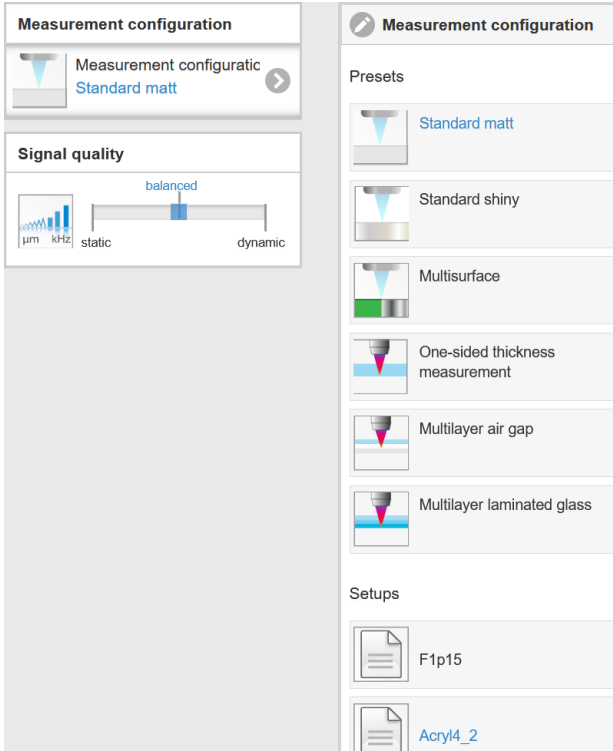 Measurement configuration
Measurement configuratic
Standard matt
Signal quality
balanced
µm kHz
static
dynamic
Measurement configuration
Presets
Standard matt
Standard shiny
Multisurface
One-sided thickness
measurement
Multilayer air gap
Multilayer laminated glass
Setups
F1p15
Acryl4_2